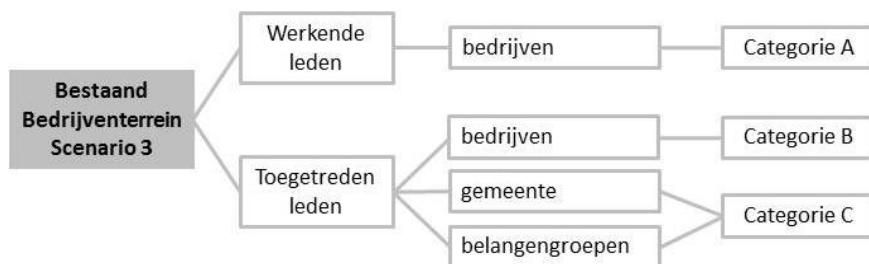 Bestaand
Bedrijventerrein
Scenario 3
Werkende
leden
bedrijven
Categorie A
Toegetreden
leden
bedrijven
Categorie B
gemeente
belangengroepen
Categorie C